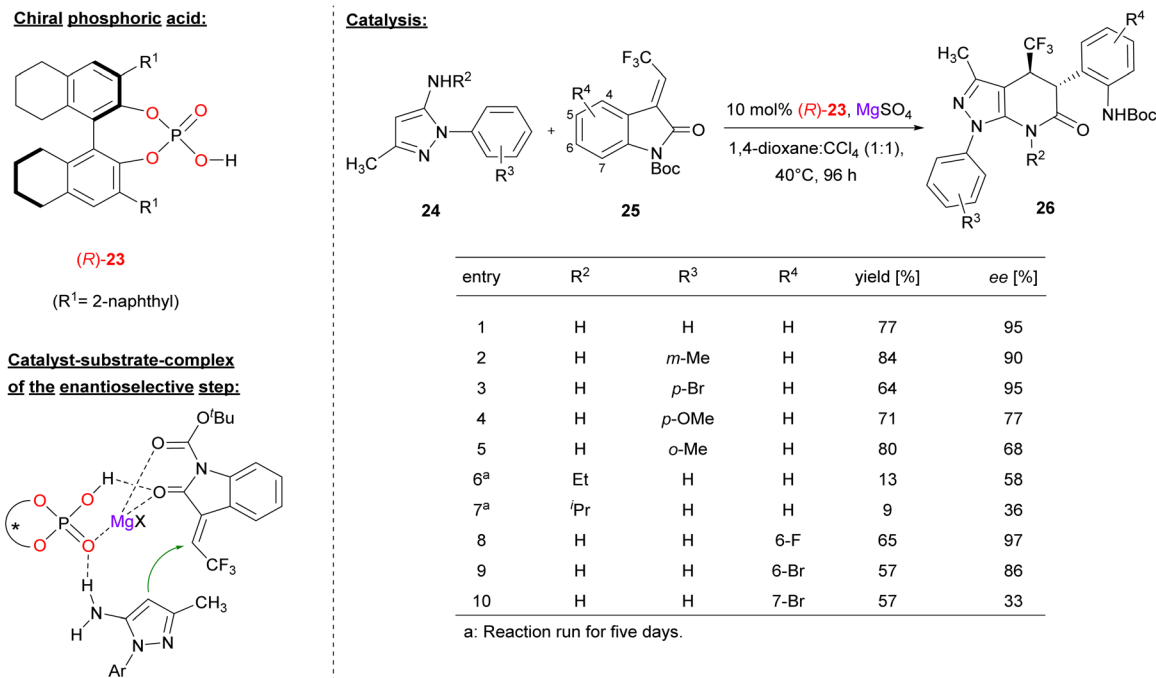 Chiral phosphoric acid:
R¹
O
O
P
O
O
H
R¹
(R)-23
(R¹= 2-naphthyl)
Catalyst-substrate-complex
of the enantioselective step:
OᵗBu
O
N
H
O
O
O
P
*
O
O
MgX
CF₃
H
N
H
CH₃
N
N
Ar
Catalysis:
NHR²
N
N
H₃C
R³
24
+
F₃C
R⁴
4
5
6
7
O
N
Boc
25
10 mol% (R)-23, MgSO₄
1,4-dioxane:CCl₄ (1:1),
40°C, 96 h
R⁴
CF₃
H₃C
N
N
N
R²
O
NHBoc
R³
26
entry R² R³ R⁴ yield [%] ee [%]
1 H H H 77 95
2 H m-Me H 84 90
3 H p-Br H 64 95
4 H p-OMe H 71 77
5 H o-Me H 80 68
6ᵃ Et H H 13 58
7ᵃ ⁱPr H H 9 36
8 H H 6-F 65 97
9 H H 6-Br 57 86
10 H H 7-Br 57 33
a: Reaction run for five days.